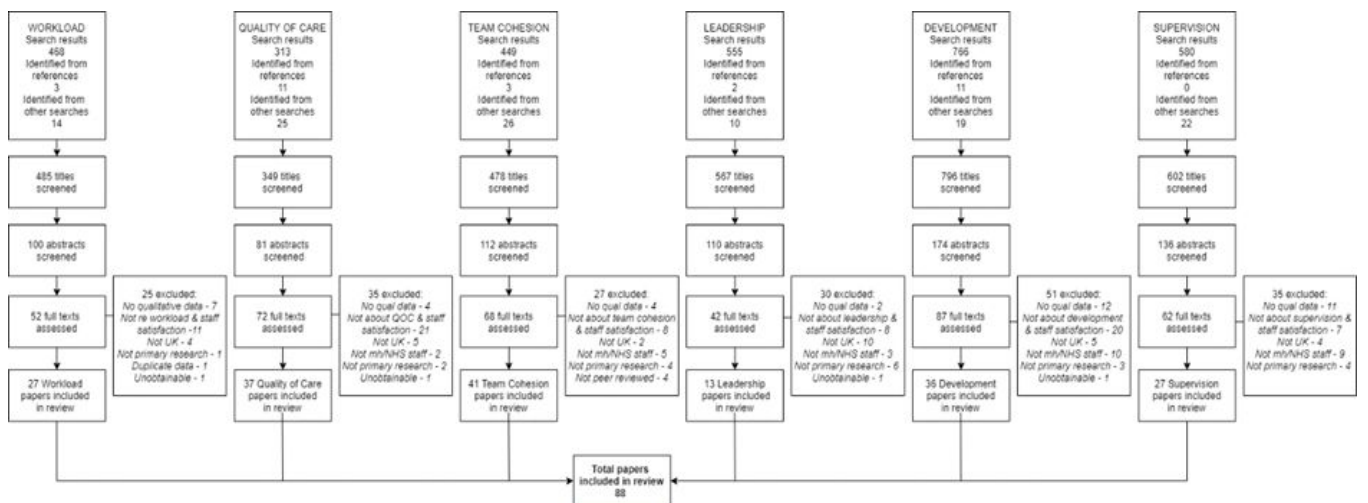 WORKLOAD
Search results
468
Identified from
references
3
Identified from
other searches
14
485 titles
screened
100 abstracts
screened
52 full texts
assessed
25 excluded:
No qualitative data - 7
Not re workload & staff
satisfaction -11
Not UK - 4
Not primary research - 1
Duplicate data - 1
Unobtainable - 1
27 Workload
papers included
in review
QUALITY OF CARE
Search results
313
Identified from
references
11
Identified from
other searches
25
349 titles
screened
81 abstracts
screened
72 full texts
assessed
35 excluded:
No qual data - 4
Not about QOC & staff
satisfaction - 21
Not UK - 5
Not mh/NHS staff - 2
Not primary research - 2
Unobtainable - 1
37 Quality of Care
papers included
in review
TEAM COHESION
Search results
449
Identified from
references
3
Identified from
other searches
26
478 titles
screened
112 abstracts
screened
68 full texts
assessed
27 excluded:
No qual data - 4
Not about team cohesion
& staff satisfaction - 8
Not UK - 2
Not mh/NHS staff - 5
Not primary research - 4
Not peer reviewed - 4
41 Team Cohesion
papers included
in review
LEADERSHIP
Search results
555
Identified from
references
2
Identified from
other searches
10
567 titles
screened
110 abstracts
screened
42 full texts
assessed
30 excluded:
No qual data - 2
Not about leadership &
staff satisfaction - 8
Not UK - 10
Not mh/NHS staff - 3
Not primary research - 6
Unobtainable - 1
13 Leadership
papers included
in review
DEVELOPMENT
Search results
766
Identified from
references
11
Identified from
other searches
19
796 titles
screened
174 abstracts
screened
87 full texts
assessed
51 excluded:
No qual data - 12
Not about development
& staff satisfaction - 20
Not UK - 5
Not mh/NHS staff - 10
Not primary research - 3
Unobtainable - 1
36 Development
papers included
in review
SUPERVISION
Search results
580
Identified from
references
0
Identified from
other searches
22
602 titles
screened
136 abstracts
screened
62 full texts
assessed
35 excluded:
No qual data - 11
Not about supervision
& staff satisfaction - 7
Not UK - 4
Not mh/NHS staff - 9
Not primary research - 4
27 Supervision
papers included
in review
Total papers
included in review
88